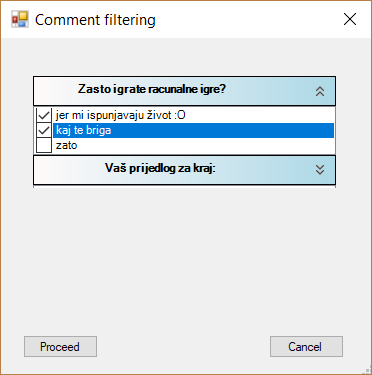 Comment filtering
Zasto igrate racunalne igre?
jer mi ispunjavaju život :O
kaj te briga
zato
Vaš prijedlog za kraj:
Proceed
Cancel